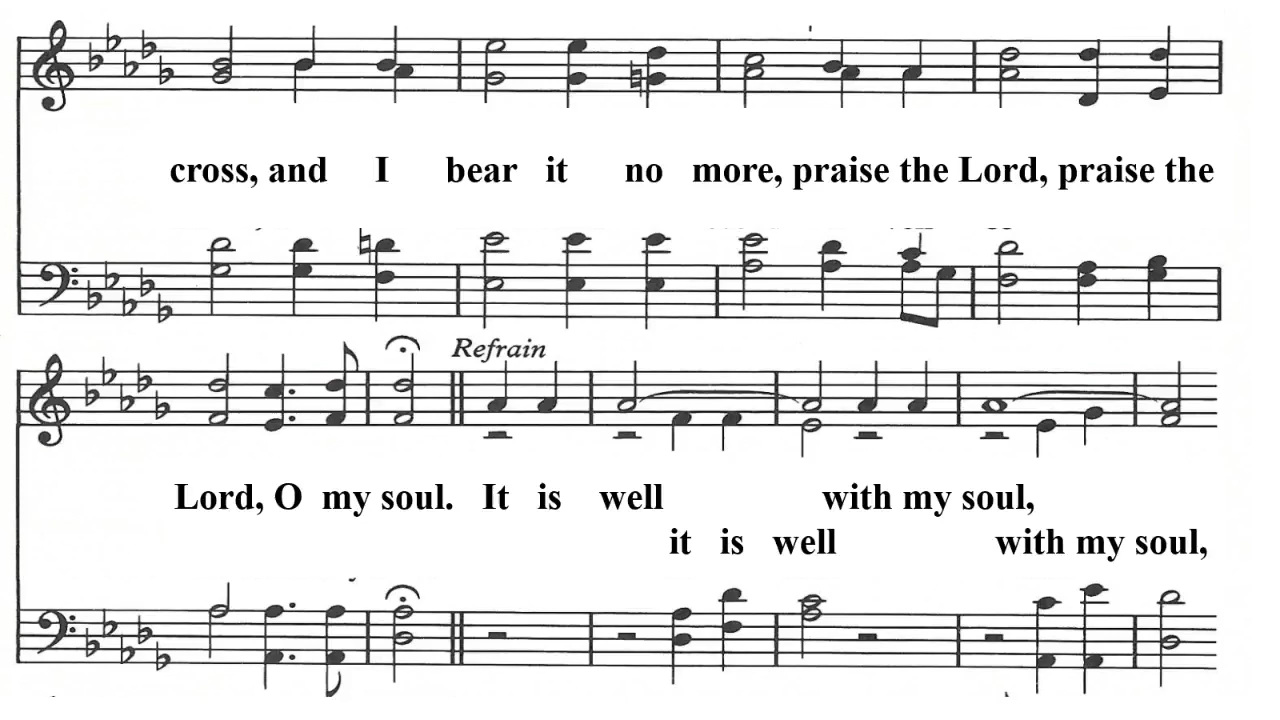 cross, and I bear it no more, praise the Lord, praise the
Refrain
Lord, O my soul. It is well with my soul,
it is well with my soul,